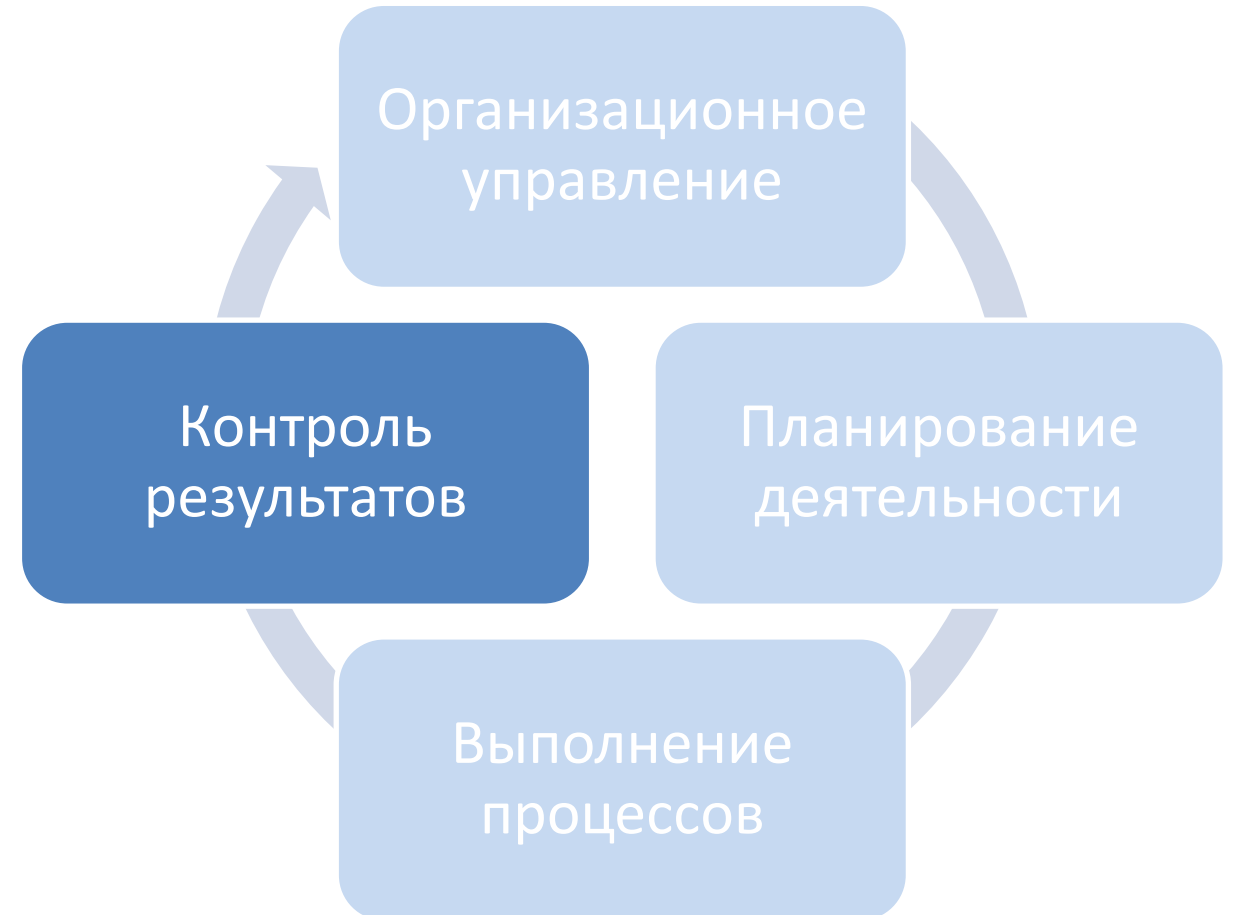 Организационное
управление
Контроль
результатов
Планирование
деятельности
Выполнение
процессов